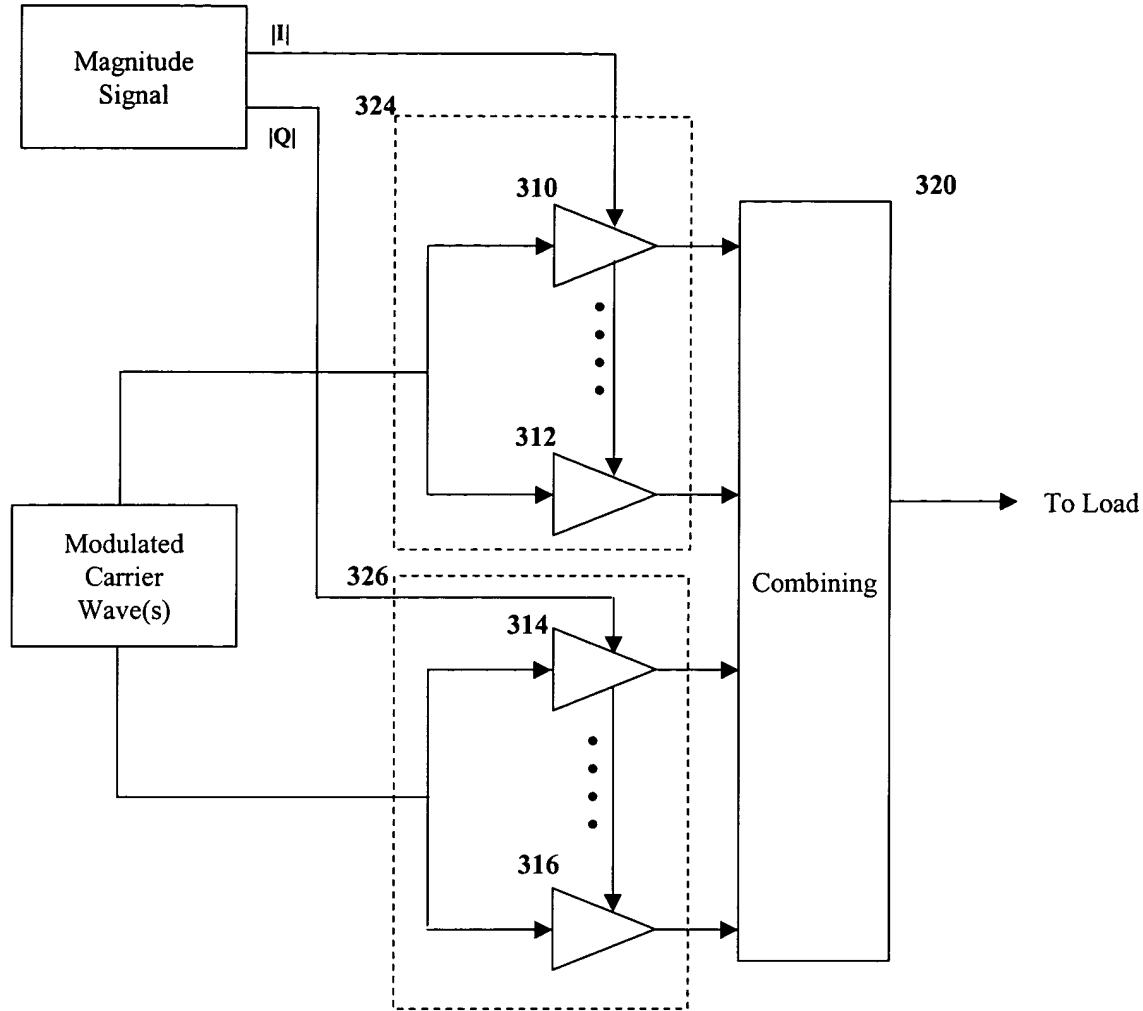 |I|
Magnitude
Signal
|Q|
324
310
320
312
To Load
Modulated
Carrier
Wave(s)
326
Combining
314
316